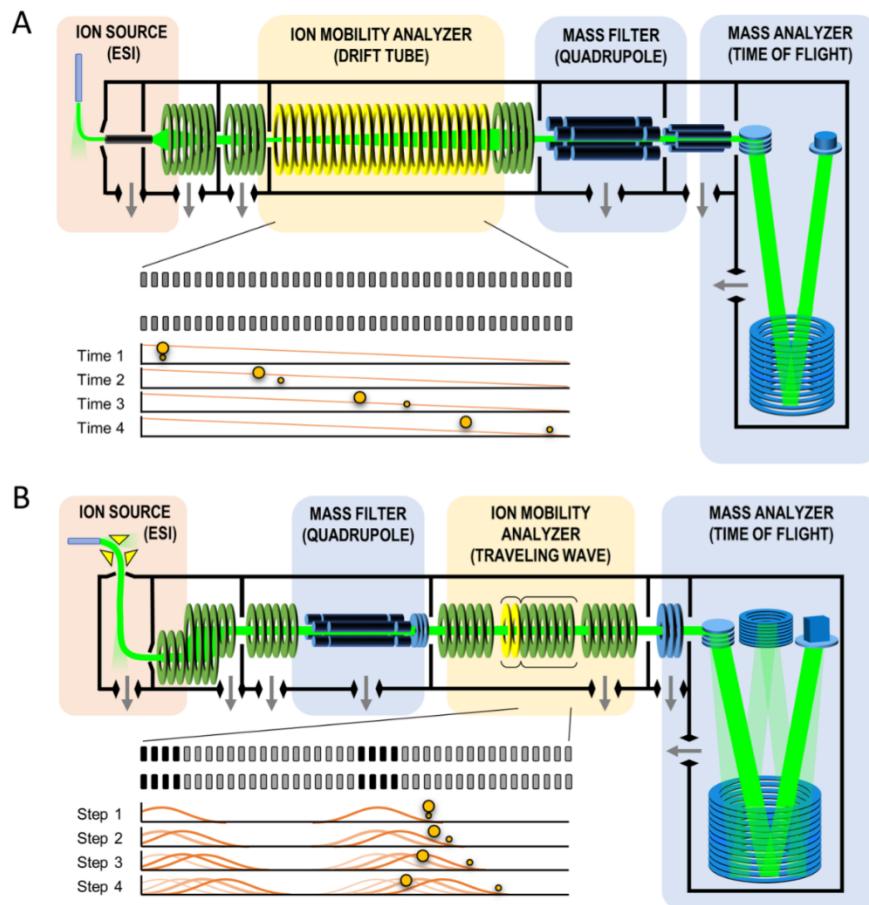 A
ION SOURCE
(ESI)
ION MOBILITY ANALYZER
(DRIFT TUBE)
MASS FILTER
(QUADRUPOLE)
MASS ANALYZER
(TIME OF FLIGHT)
Time 1
Time 2
Time 3
Time 4
B
ION SOURCE
(ESI)
MASS FILTER
(QUADRUPOLE)
ION MOBILITY
ANALYZER
(TRAVELING WAVE)
MASS ANALYZER
(TIME OF FLIGHT)
Step 1
Step 2
Step 3
Step 4